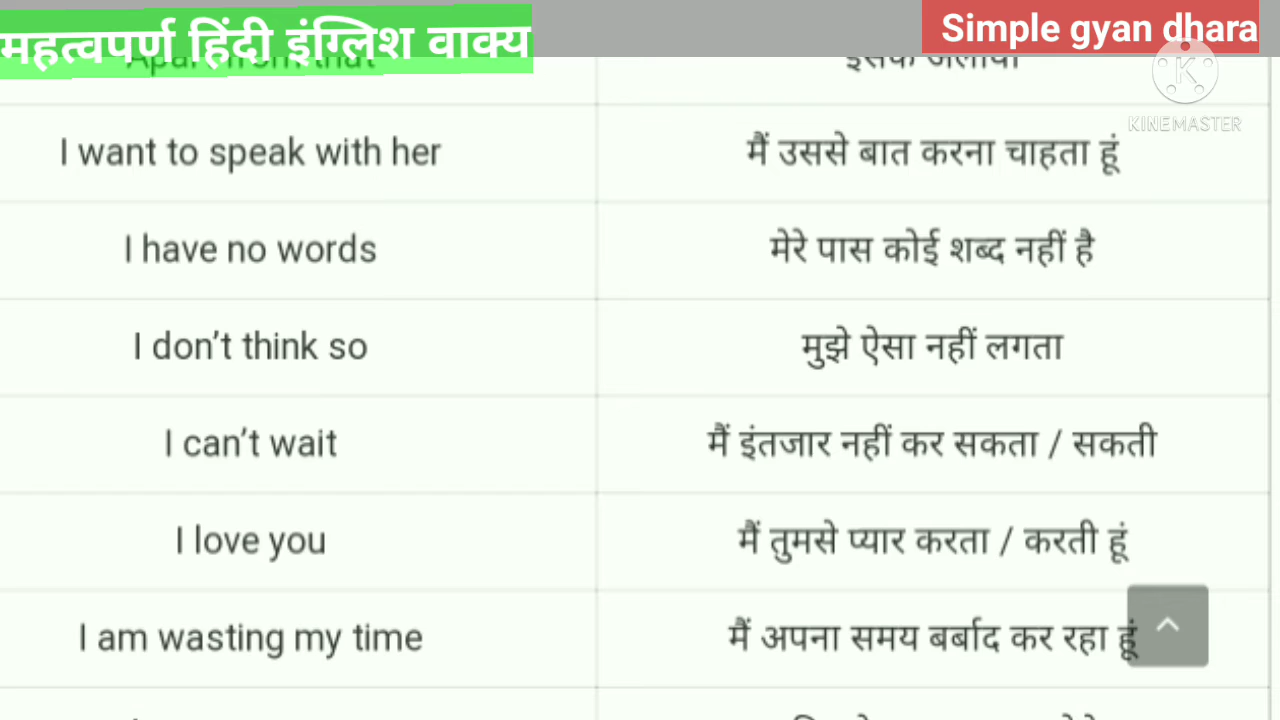 महत्वपर्ण हिंदी इंग्लिश वाक्य
Simple gyan dhara
KINEMASTER
I want to speak with her
मैं उससे बात करना चाहता हूं
I have no words
मेरे पास कोई शब्द नहीं है
I don’t think so
मुझे ऐसा नहीं लगता
I can’t wait
मैं इंतजार नहीं कर सकता / सकती
I love you
मैं तुमसे प्यार करता / करती हूं
I am wasting my time
मैं अपना समय बर्बाद कर रहा हूं